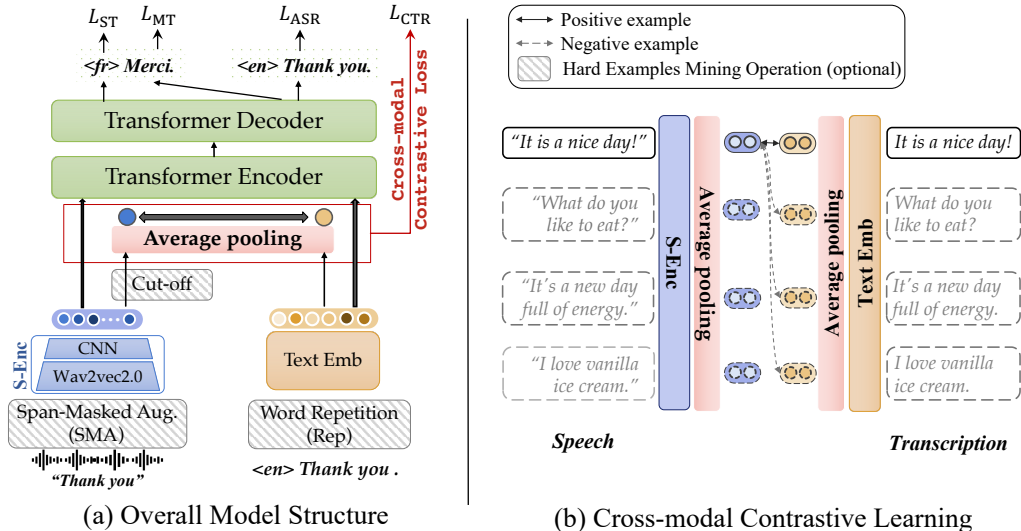 L_ST L_MT L_ASR L_CTR
<fr> Merci. <en> Thank you.
Cross-modal
Contrastive Loss
Transformer Decoder
Transformer Encoder
Average pooling
Cut-off
S-Enc
CNN
Wav2vec2.0
Text Emb
Span-Masked Aug.
(SMA)
Word Repetition
(Rep)
“Thank you”
<en> Thank you .
(a) Overall Model Structure
Positive example
Negative example
Hard Examples Mining Operation (optional)
“It is a nice day!”
“What do you
like to eat?”
“It’s a new day
full of energy.”
“I love vanilla
ice cream.”
S-Enc
Average pooling
Average pooling
Text Emb
It is a nice day!
What do you
like to eat?
It’s a new day
full of energy.
I love vanilla
ice cream.
Speech
Transcription
(b) Cross-modal Contrastive Learning